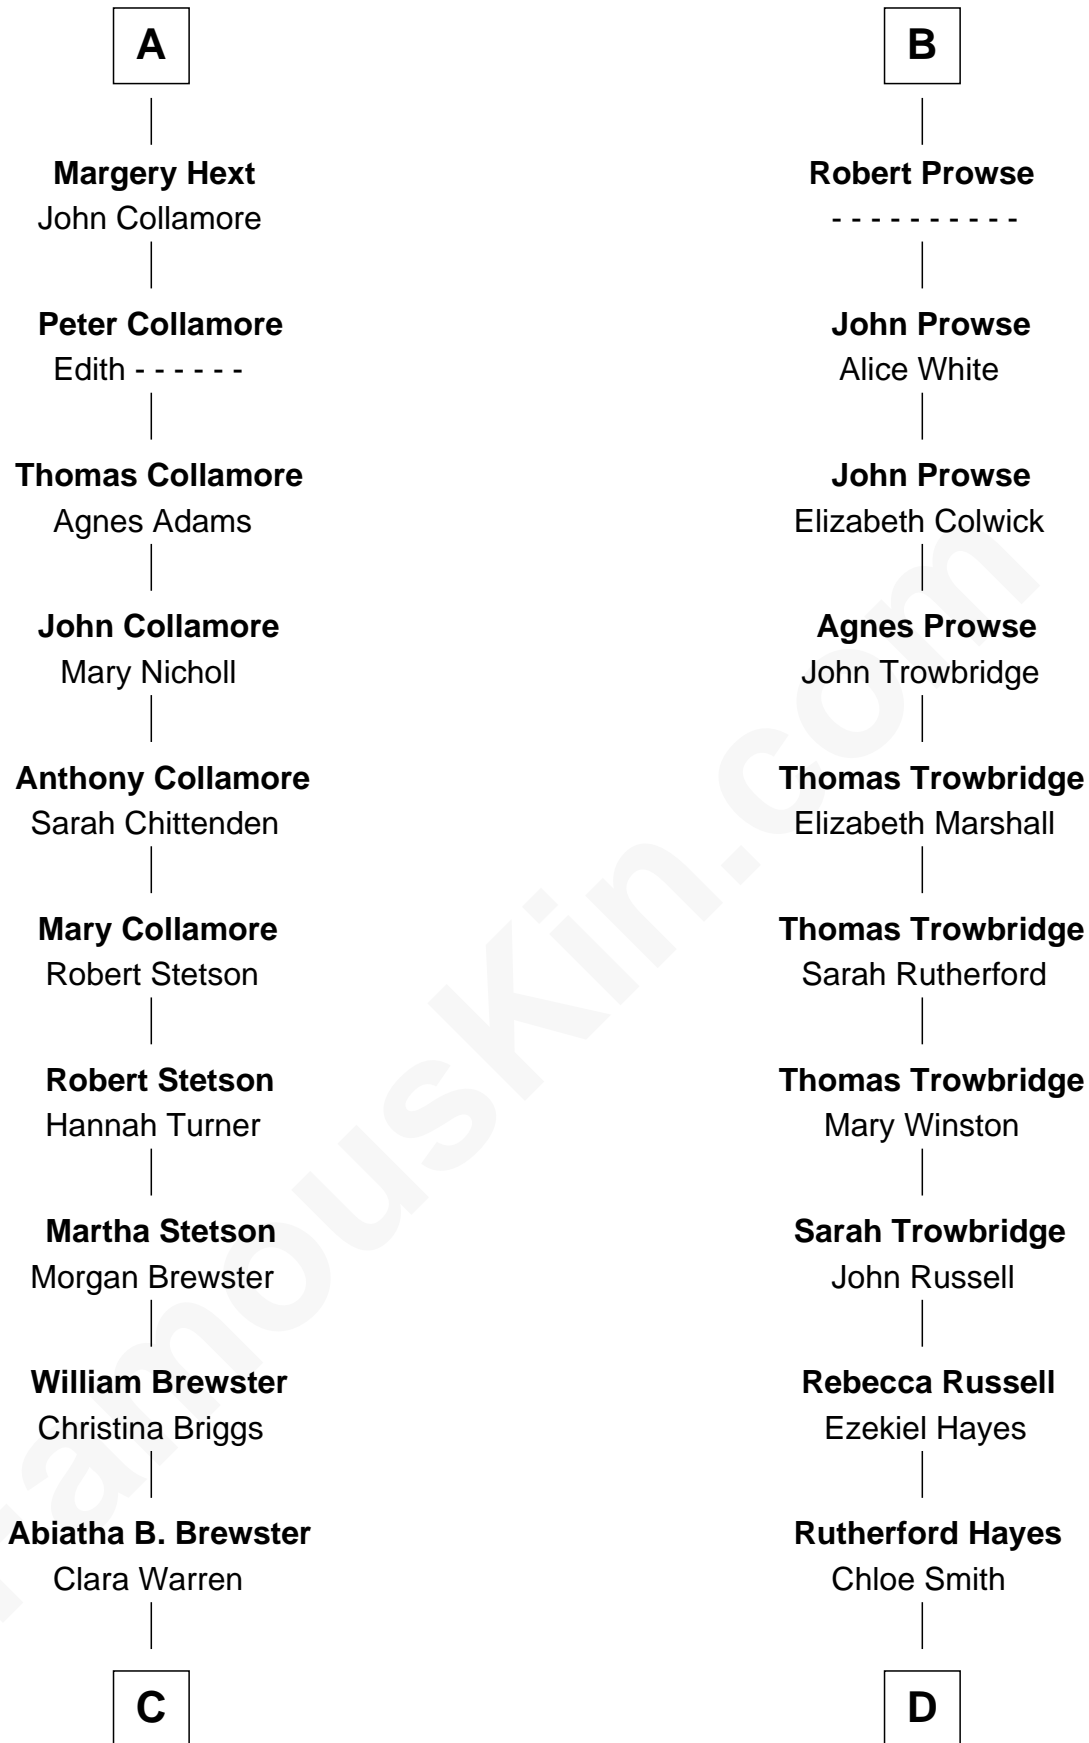 A
B
Margery Hext
John Collamore
Robert Prowse
- - - - - - - - - -
Peter Collamore
Edith - - - - - -
John Prowse
Alice White
Thomas Collamore
Agnes Adams
John Prowse
Elizabeth Colwick
John Collamore
Mary Nicholl
Agnes Prowse
John Trowbridge
Anthony Collamore
Sarah Chittenden
Thomas Trowbridge
Elizabeth Marshall
Mary Collamore
Robert Stetson
Thomas Trowbridge
Sarah Rutherford
Robert Stetson
Hannah Turner
Thomas Trowbridge
Mary Winston
Martha Stetson
Morgan Brewster
Sarah Trowbridge
John Russell
William Brewster
Christina Briggs
Rebecca Russell
Ezekiel Hayes
Abiatha B. Brewster
Clara Warren
Rutherford Hayes
Chloe Smith
C
D
FamousKin.com